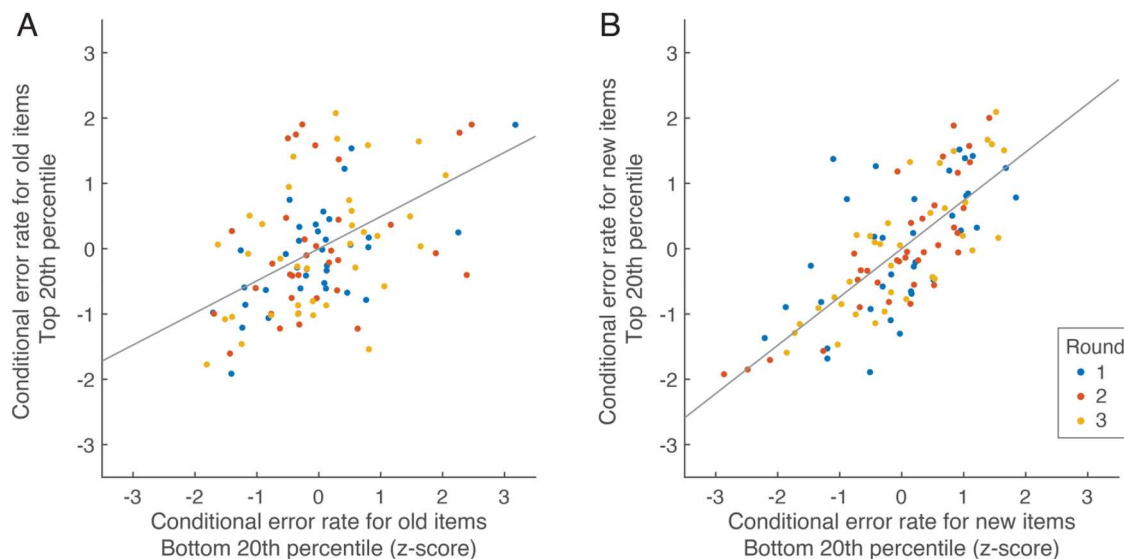 A
Conditional error rate for old items
Top 20th percentile
3
2
1
0
-1
-2
-3
-3 -2 -1 0 1 2 3
Conditional error rate for old items
Bottom 20th percentile (z-score)
B
Conditional error rate for new items
Top 20th percentile
3
2
1
0
-1
-2
-3
-3 -2 -1 0 1 2 3
Conditional error rate for new items
Bottom 20th percentile (z-score)
Round
1
2
3